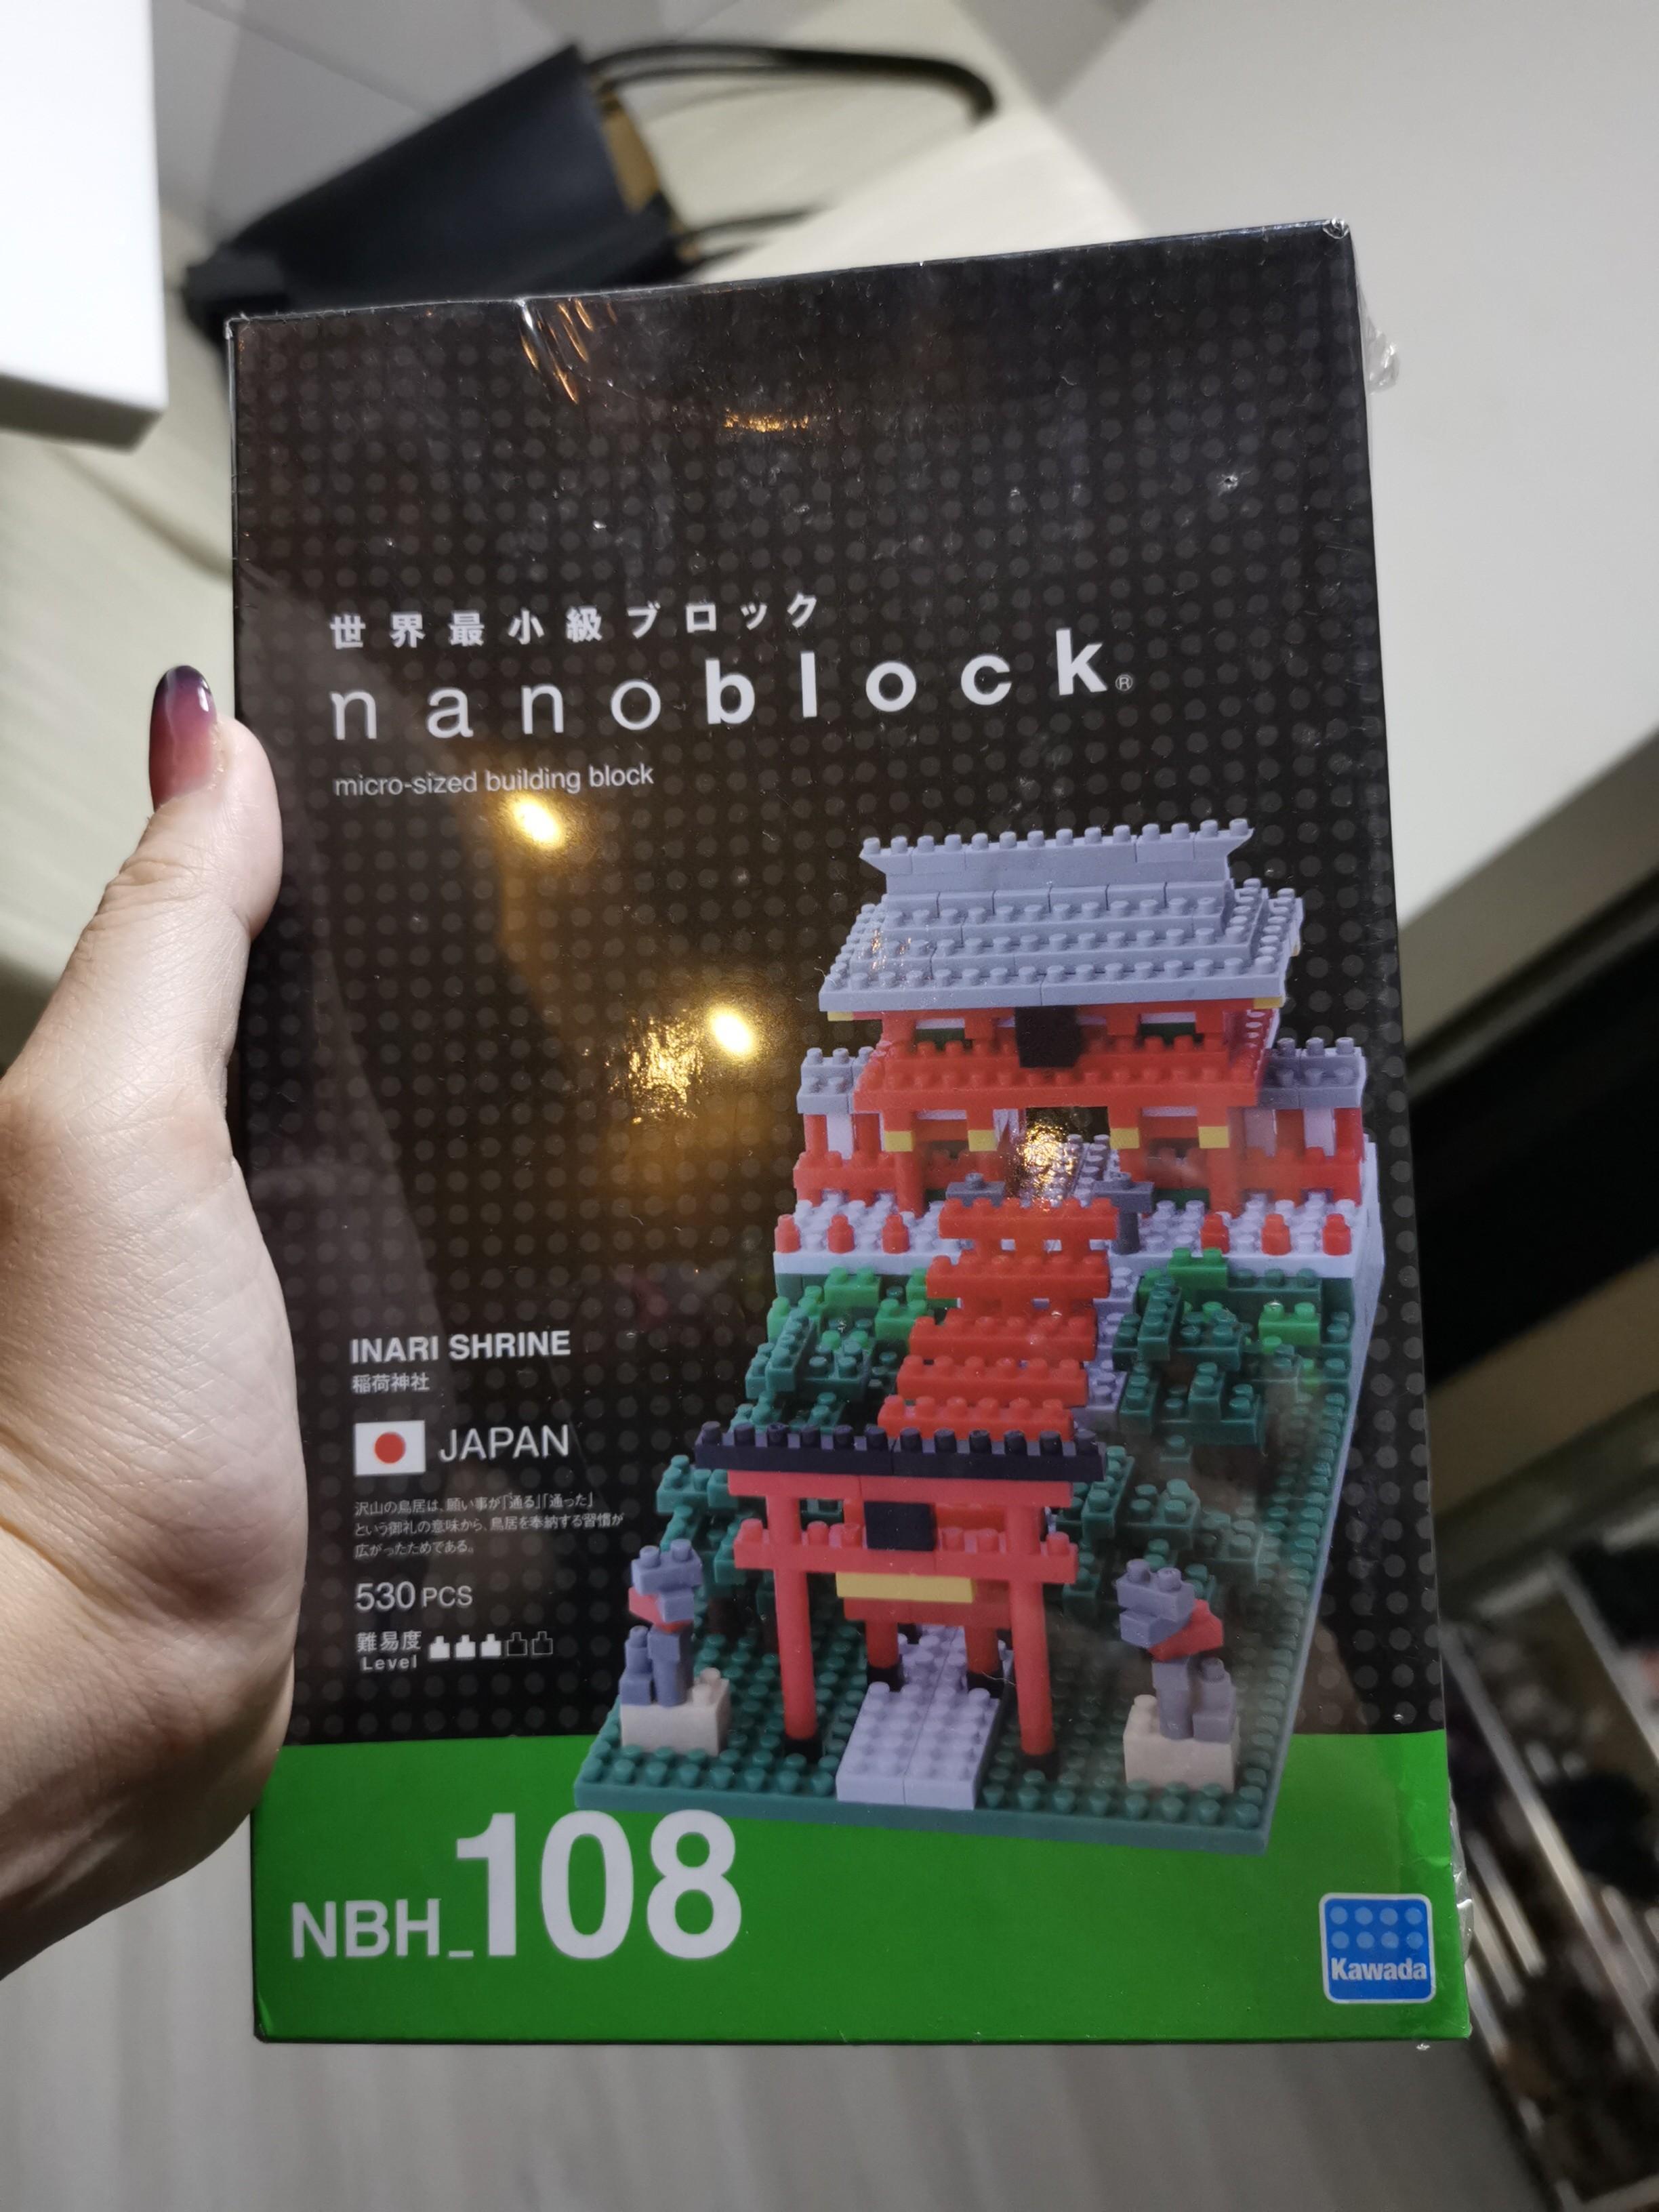 世界最小級ブロック
nanoblock®
micro-sized building block
INARI SHRINE
稲荷神社
JAPAN
沢山の鳥居は、願い事が「通る」「通った」
という御礼の意味から、鳥居を奉納する習慣が
広がったためである。
530 PCS
難易度
Level
NBH_108
Kawada